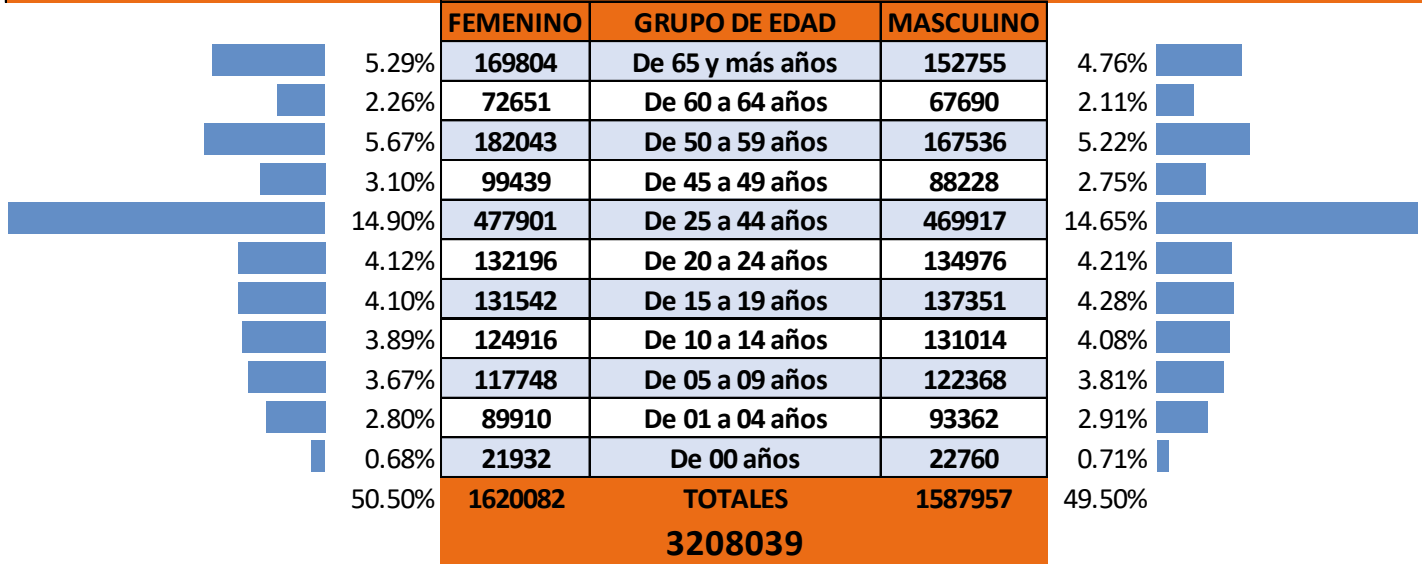 FEMENINO GRUPO DE EDAD MASCULINO
5.29% 169804 De 65 y más años 152755 4.76%
2.26% 72651 De 60 a 64 años 67690 2.11%
5.67% 182043 De 50 a 59 años 167536 5.22%
3.10% 99439 De 45 a 49 años 88228 2.75%
14.90% 477901 De 25 a 44 años 469917 14.65%
4.12% 132196 De 20 a 24 años 134976 4.21%
4.10% 131542 De 15 a 19 años 137351 4.28%
3.89% 124916 De 10 a 14 años 131014 4.08%
3.67% 117748 De 05 a 09 años 122368 3.81%
2.80% 89910 De 01 a 04 años 93362 2.91%
0.68% 21932 De 00 años 22760 0.71%
50.50% 1620082 TOTALES 1587957 49.50%
3208039